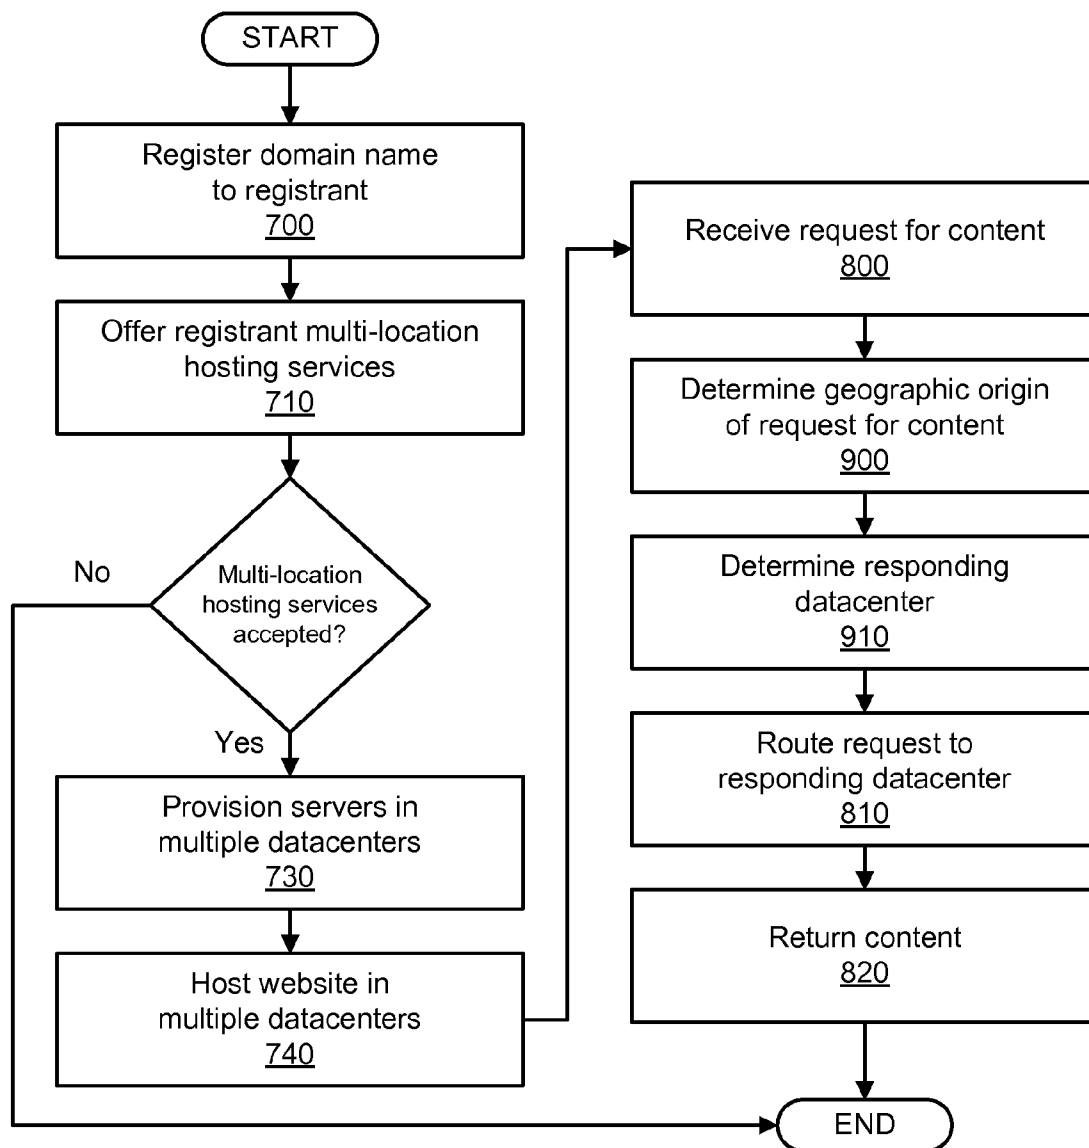 START
Register domain name
to registrant
700
Offer registrant multi-location
hosting services
710
Multi-location
hosting services
accepted?
No
Yes
Provision servers in
multiple datacenters
730
Host website in
multiple datacenters
740
Receive request for content
800
Determine geographic origin
of request for content
900
Determine responding
datacenter
910
Route request to
responding datacenter
810
Return content
820
END